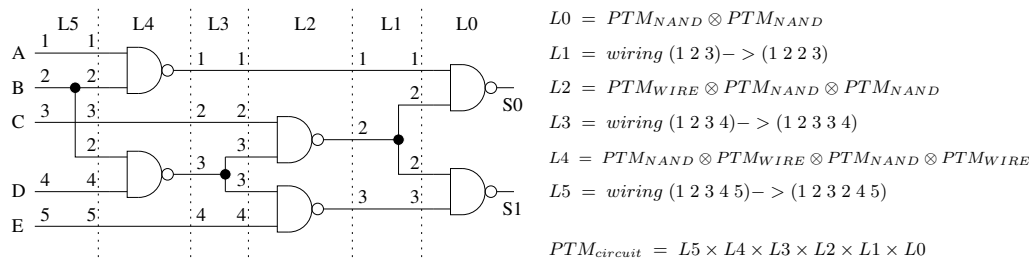 L5 L4 L3 L2 L1 L0
A 1 1
1 1 1 1
B 2 2
2
S0
C 3 3 2 2
2
2 3 3 3 2
D 4 4
3 3 3
S1
E 5 5 4 4
L0 = PTM_NAND ⊗ PTM_NAND
L1 = wiring (1 2 3)−> (1 2 2 3)
L2 = PTM_WIRE ⊗ PTM_NAND ⊗ PTM_NAND
L3 = wiring (1 2 3 4)−> (1 2 3 3 4)
L4 = PTM_NAND ⊗ PTM_WIRE ⊗ PTM_NAND ⊗ PTM_WIRE
L5 = wiring (1 2 3 4 5)−> (1 2 3 2 4 5)
PTM_circuit = L5 × L4 × L3 × L2 × L1 × L0